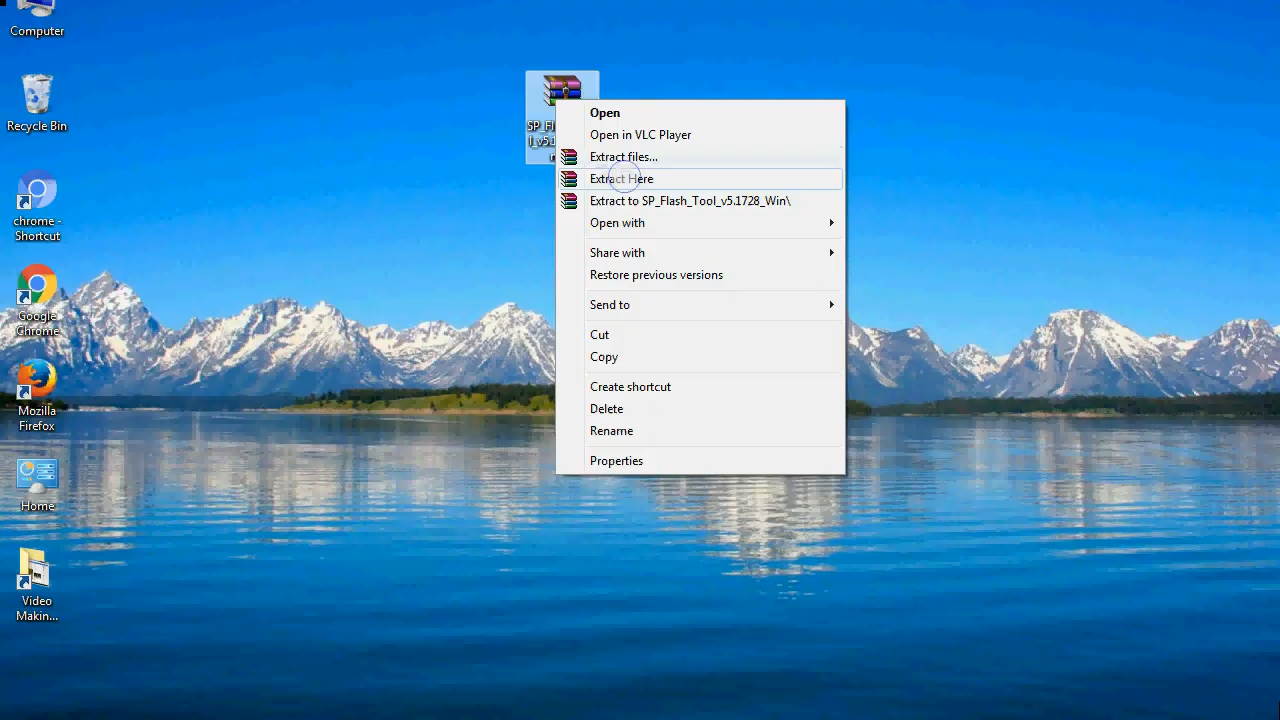 Computer
Recycle Bin
chrome -
Shortcut
Google
Chrome
Mozilla
Firefox
Home
Video
Makin...
Open
Open in VLC Player
Extract files...
Extract Here
Extract to SP_Flash_Tool_v5.1728_Win\
Open with
Share with
Restore previous versions
Send to
Cut
Copy
Create shortcut
Delete
Rename
Properties